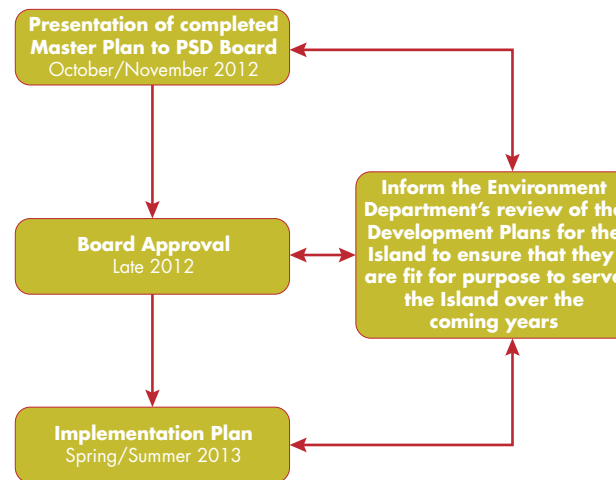 Presentation of completed
Master Plan to PSD Board
October/November 2012
Board Approval
Late 2012
Implementation Plan
Spring/Summer 2013
Inform the Environment
Department's review of the
Development Plans for the
Island to ensure that they
are fit for purpose to serve
the Island over the
coming years